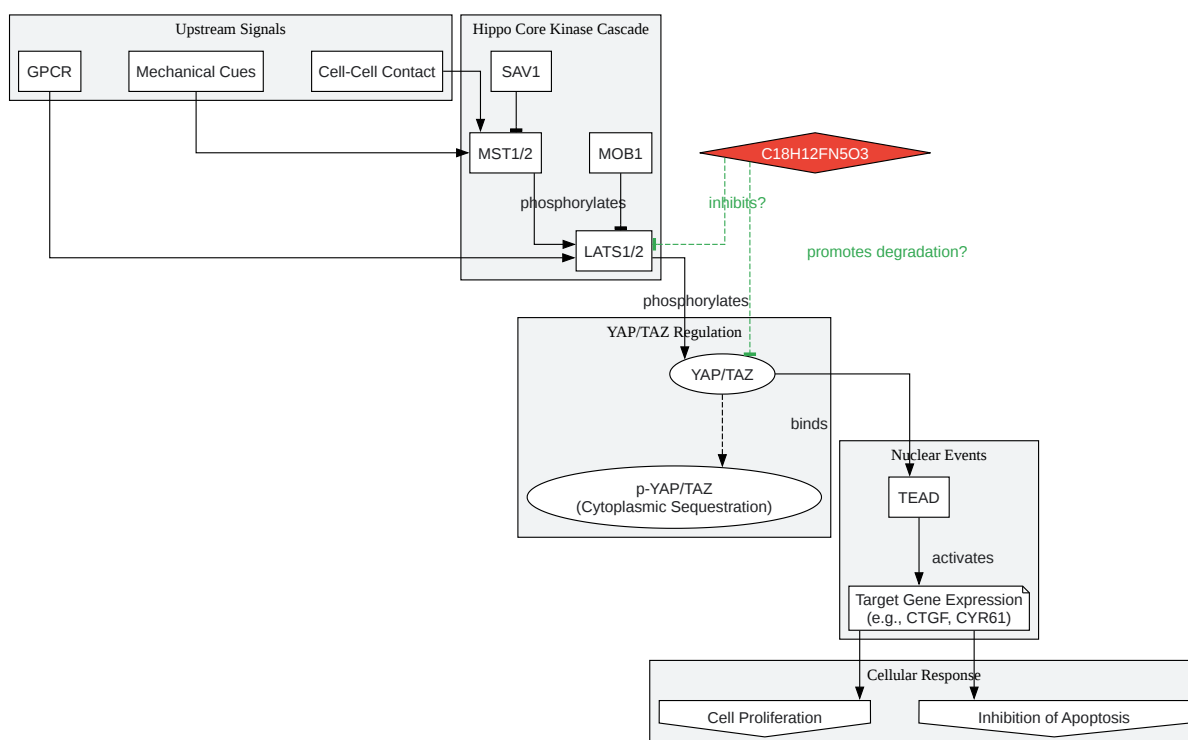 Upstream Signals
Hippo Core Kinase Cascade
GPCR
Mechanical Cues
Cell-Cell Contact
SAV1
MST1/2
MOB1
C18H12FN5O3
phosphorylates
inhibits?
LATS1/2
promotes degradation?
phosphorylates
YAP/TAZ Regulation
YAP/TAZ
binds
Nuclear Events
p-YAP/TAZ
(Cytoplasmic Sequestration)
TEAD
activates
Target Gene Expression
(e.g., CTGF, CYR61)
Cellular Response
Cell Proliferation
Inhibition of Apoptosis